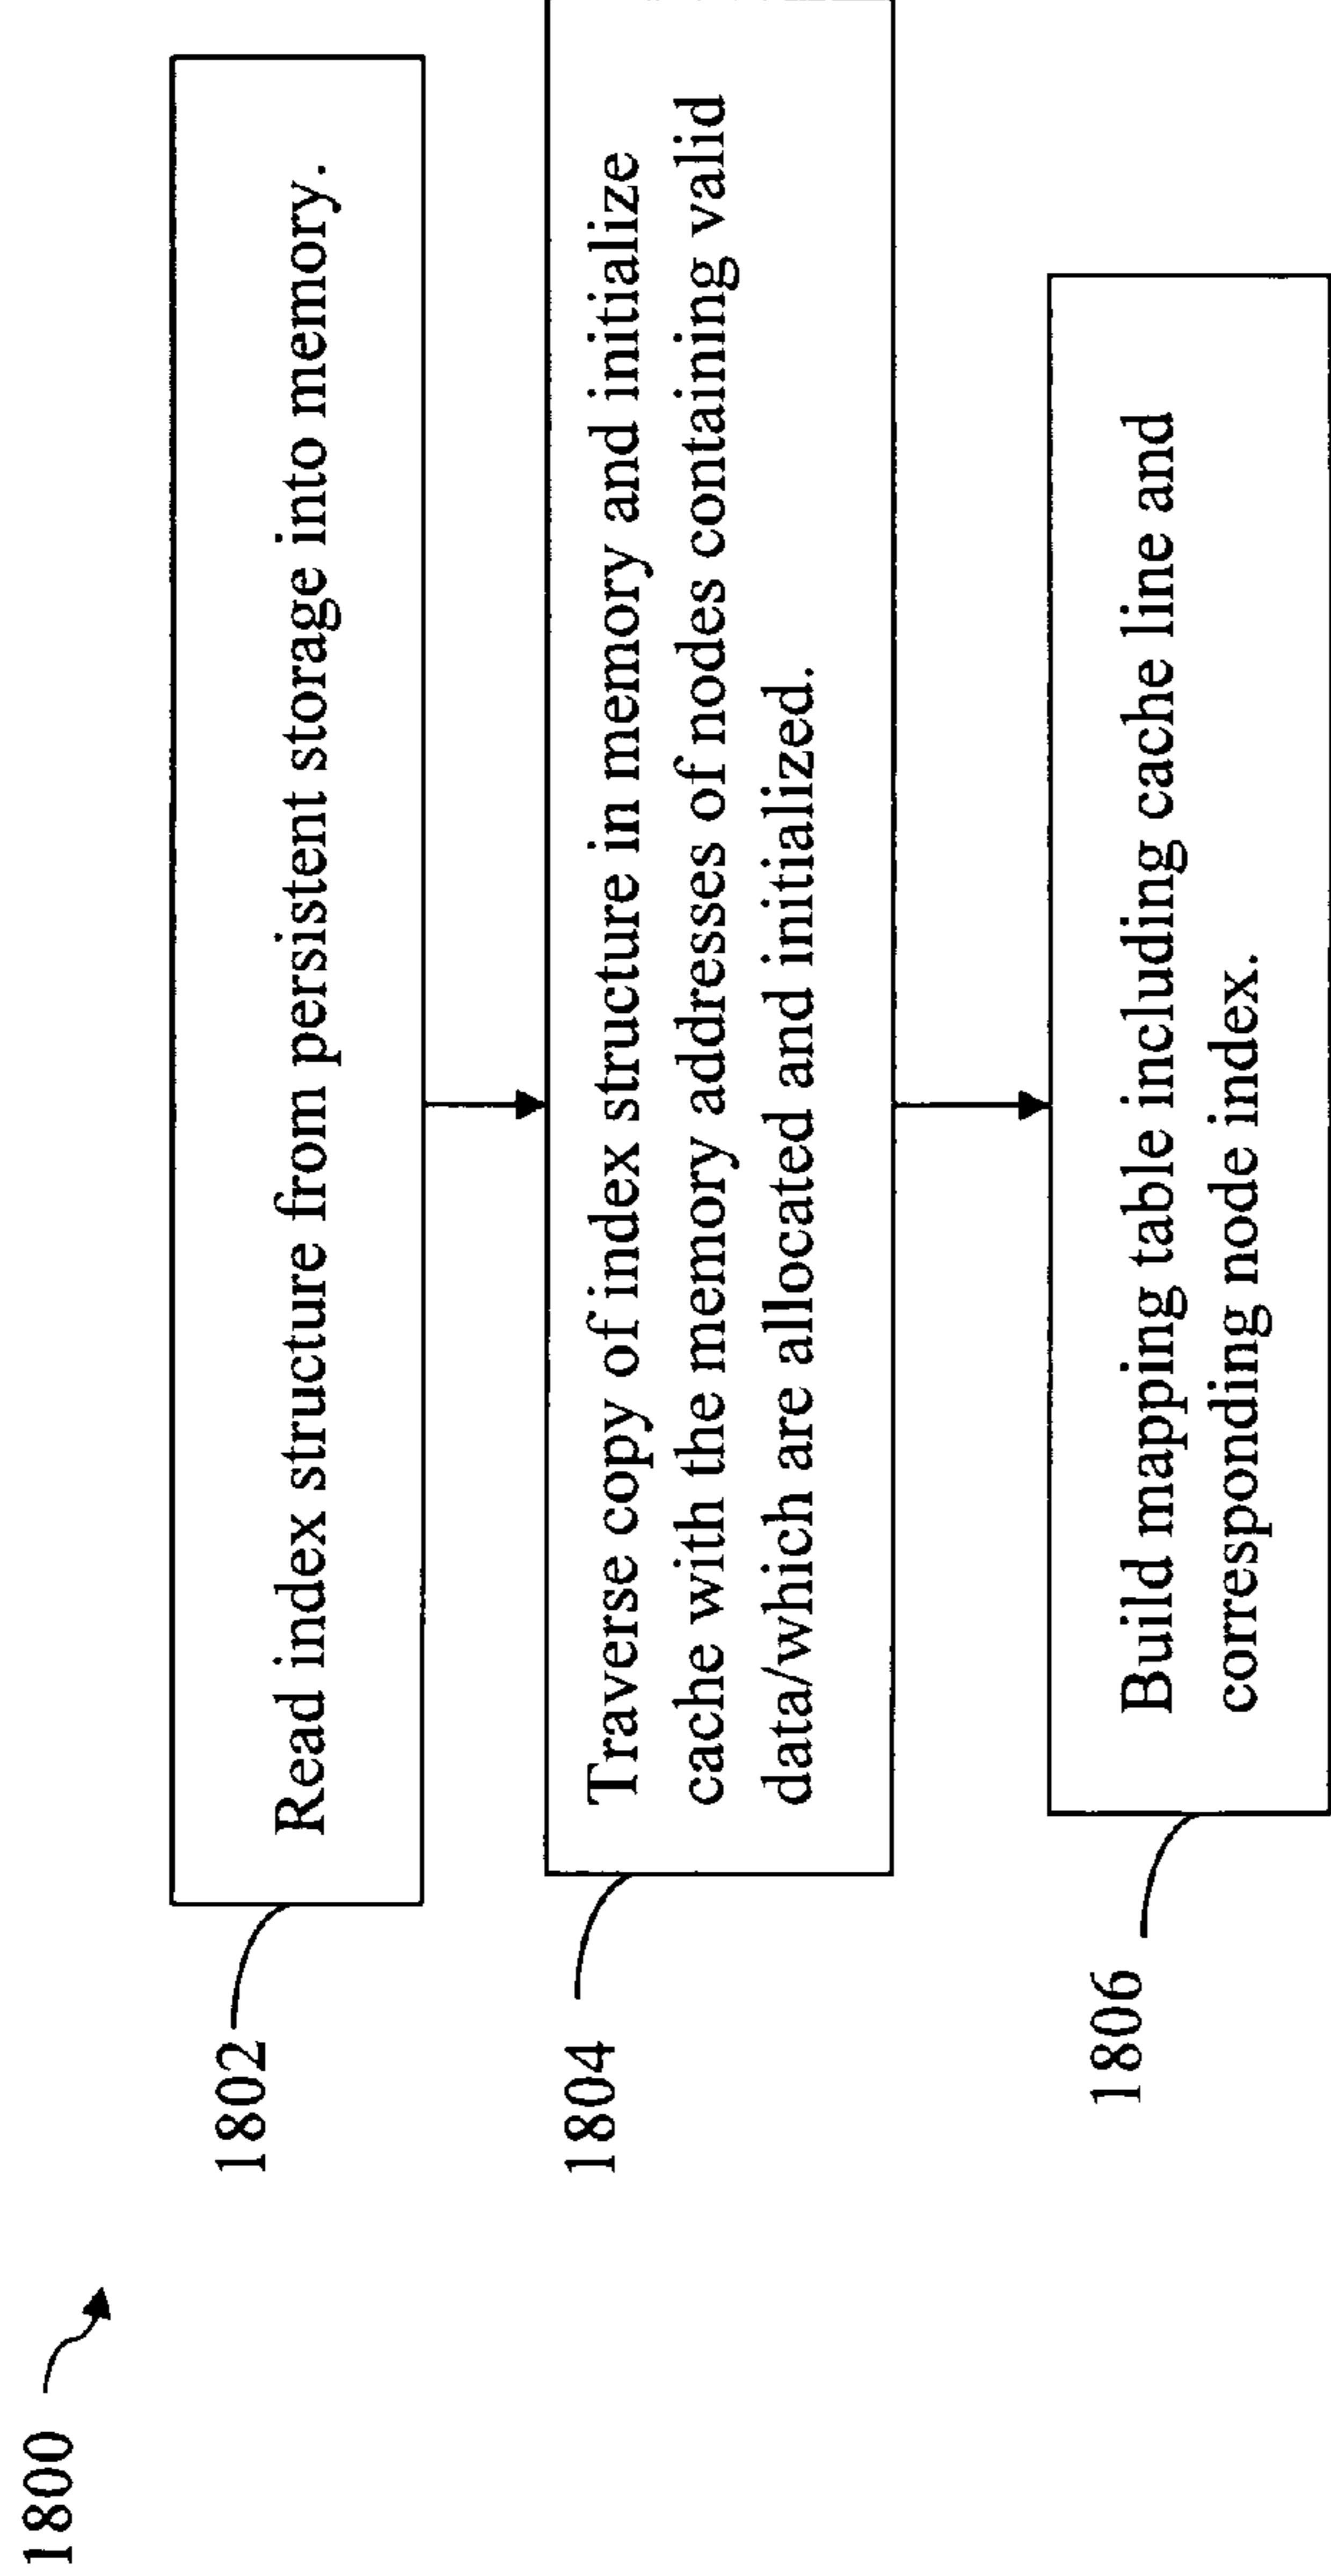 1800
1802
Read index structure from persistent storage into memory.
1804
Traverse copy of index structure in memory and initialize
cache with the memory addresses of nodes containing valid
data/which are allocated and initialized.
1806
Build mapping table including cache line and
corresponding node index.